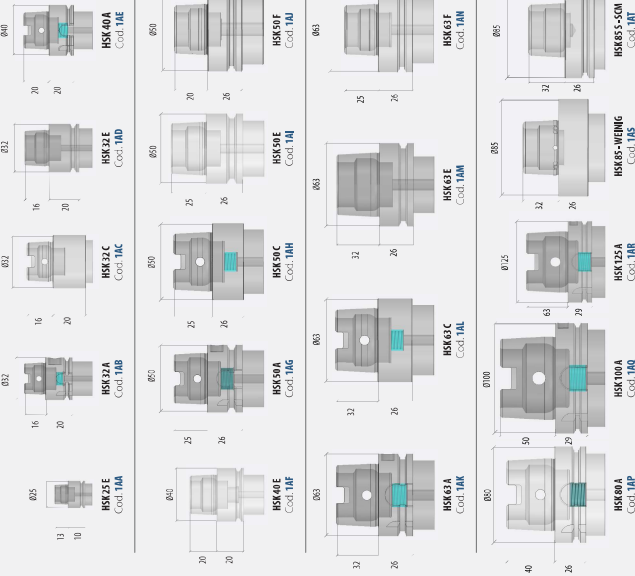 Ø25
13
10
HSK 25 E
Cod. 1AA
Ø32
16
20
HSK 32 A
Cod. 1AB
Ø32
16
20
HSK 32 C
Cod. 1AC
Ø32
16
20
HSK 32 E
Cod. 1AD
Ø40
20
20
HSK 40 A
Cod. 1AE
Ø40
20
20
HSK 40 E
Cod. 1AF
Ø50
25
26
HSK 50 A
Cod. 1AG
Ø50
25
26
HSK 50 C
Cod. 1AH
Ø50
25
26
HSK 50 E
Cod. 1AI
Ø50
20
26
HSK 50 F
Cod. 1AJ
Ø63
32
26
HSK 63 A
Cod. 1AK
Ø63
32
26
HSK 63 C
Cod. 1AL
Ø63
32
26
HSK 63 E
Cod. 1AM
Ø63
25
26
HSK 63 F
Cod. 1AN
Ø80
40
26
HSK 80 A
Cod. 1AP
Ø100
50
29
HSK 100 A
Cod. 1AQ
Ø125
63
29
HSK 125 A
Cod. 1AR
Ø85
32
26
HSK 85-WEINIG
Cod. 1AS
Ø85
32
26
HSK 85 S-SCM
Cod. 1AT